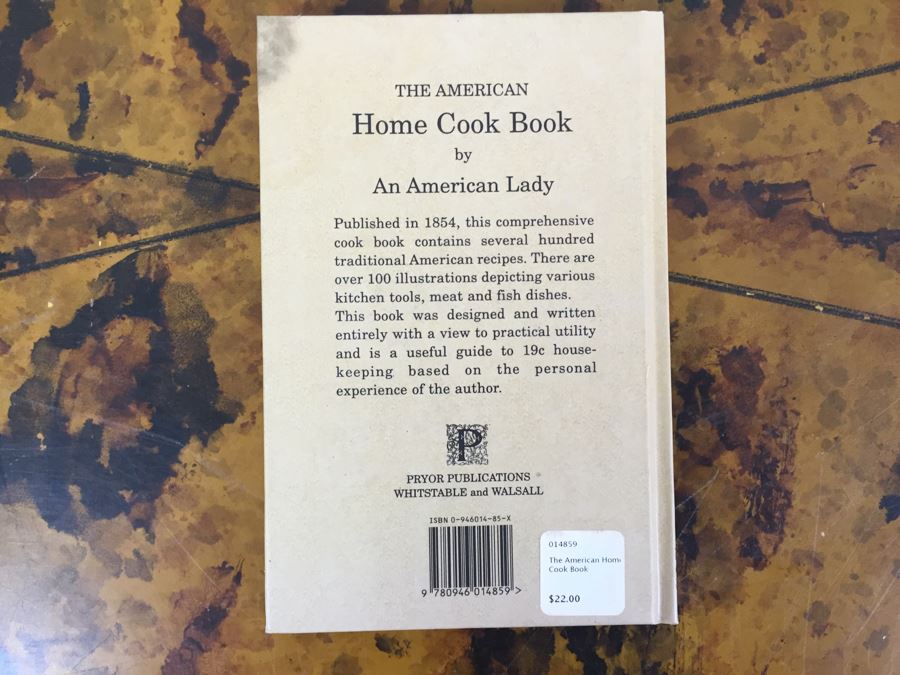 THE AMERICAN
Home Cook Book
by
An American Lady
Published in 1854, this comprehensive
cook book contains several hundred
traditional American recipes. There are
over 100 illustrations depicting various
kitchen tools, meat and fish dishes.
This book was designed and written
entirely with a view to practical utility
and is a useful guide to 19c house-
keeping based on the personal
experience of the author.
P
PRYOR PUBLICATIONS
WHITSTABLE and WALSALL
ISBN 0-946014-85-X
9 780946 014859 >
014859
The American Home
Cook Book
$22.00